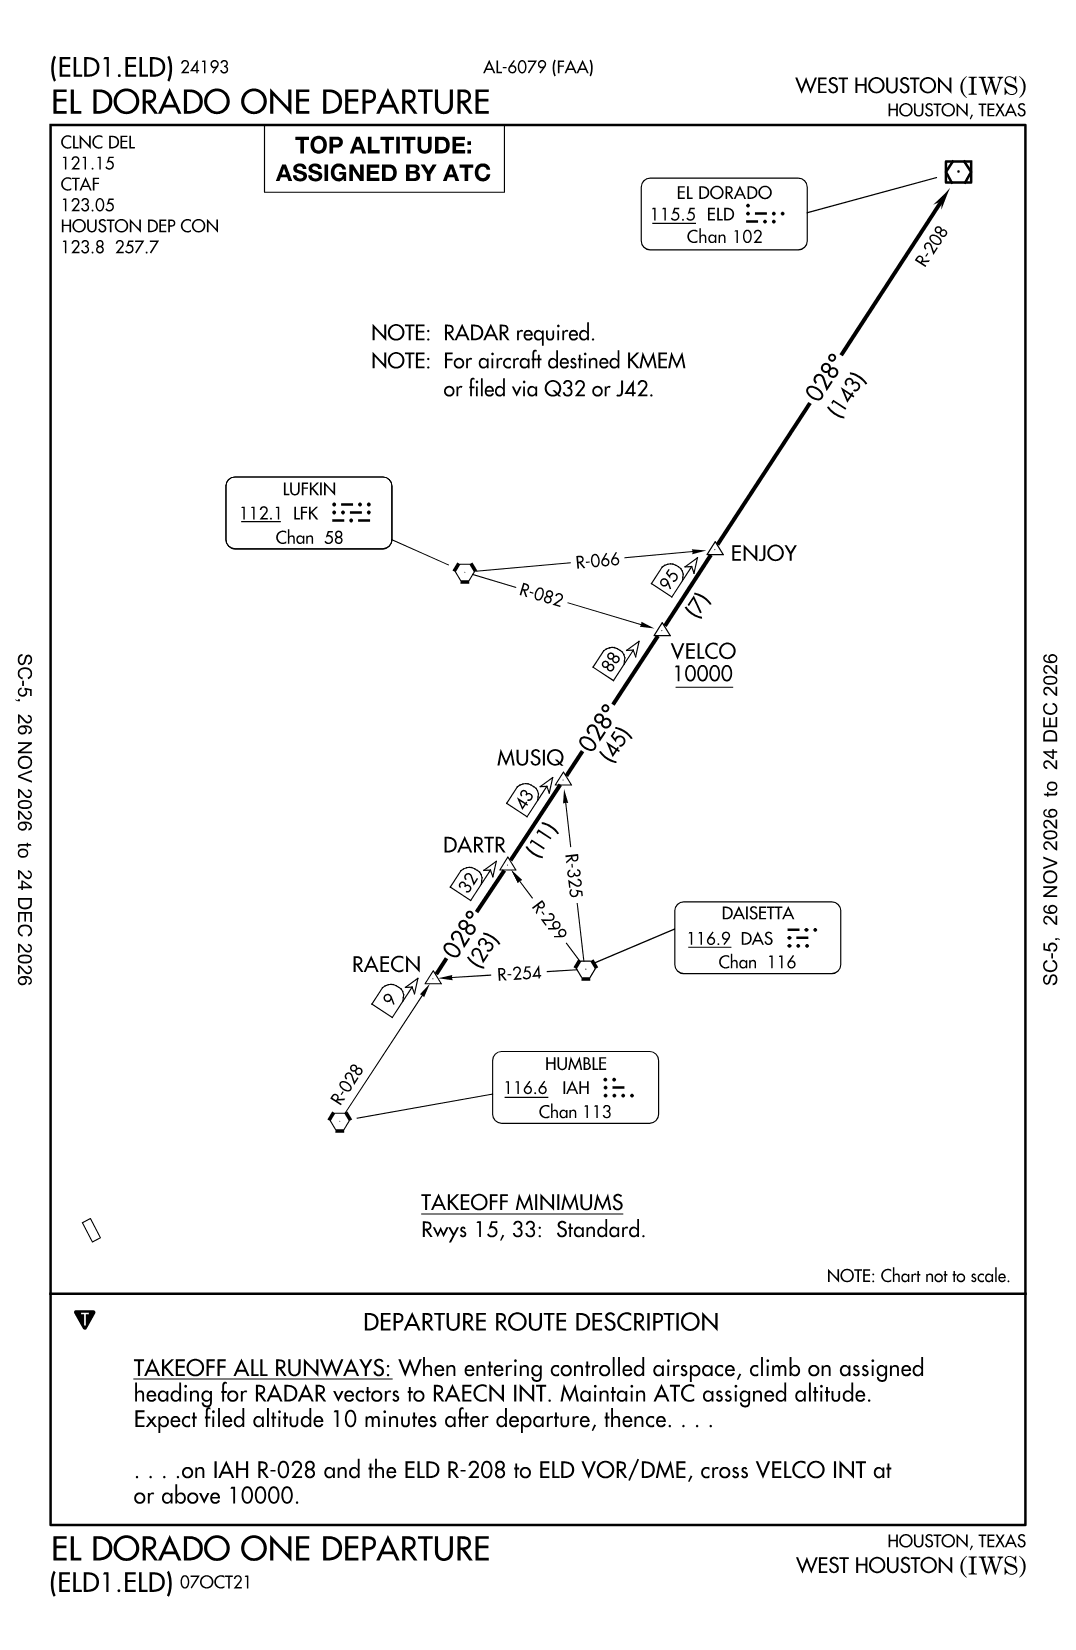 (ELD1.ELD) 24193
AL-6079 (FAA)
EL DORADO ONE DEPARTURE
WEST HOUSTON (IWS)
HOUSTON, TEXAS
CLNC DEL
121.15
CTAF
123.05
HOUSTON DEP CON
123.8 257.7
TOP ALTITUDE:
ASSIGNED BY ATC
EL DORADO
115.5 ELD
Chan 102
R-208
NOTE: RADAR required.
NOTE: For aircraft destined KMEM
or filed via Q32 or J42.
028°
(143)
LUFKIN
112.1 LFK
Chan 58
R-066
R-082
ENJOY
95
(7)
VELCO
10000
88
028°
(45)
MUSIQ
43
(11)
DARTR
32
R-325
R-299
028°
(23)
DAISETTA
116.9 DAS
Chan 116
RAECN
R-254
9
R-028
HUMBLE
116.6 IAH
Chan 113
TAKEOFF MINIMUMS
Rwys 15, 33: Standard.
NOTE: Chart not to scale.
SC-5, 26 NOV 2026 to 24 DEC 2026
SC-5, 26 NOV 2026 to 24 DEC 2026
T
DEPARTURE ROUTE DESCRIPTION
TAKEOFF ALL RUNWAYS: When entering controlled airspace, climb on assigned
heading for RADAR vectors to RAECN INT. Maintain ATC assigned altitude.
Expect filed altitude 10 minutes after departure, thence. . . .
. . . .on IAH R-028 and the ELD R-208 to ELD VOR/DME, cross VELCO INT at
or above 10000.
EL DORADO ONE DEPARTURE
(ELD1.ELD) 07OCT21
HOUSTON, TEXAS
WEST HOUSTON (IWS)